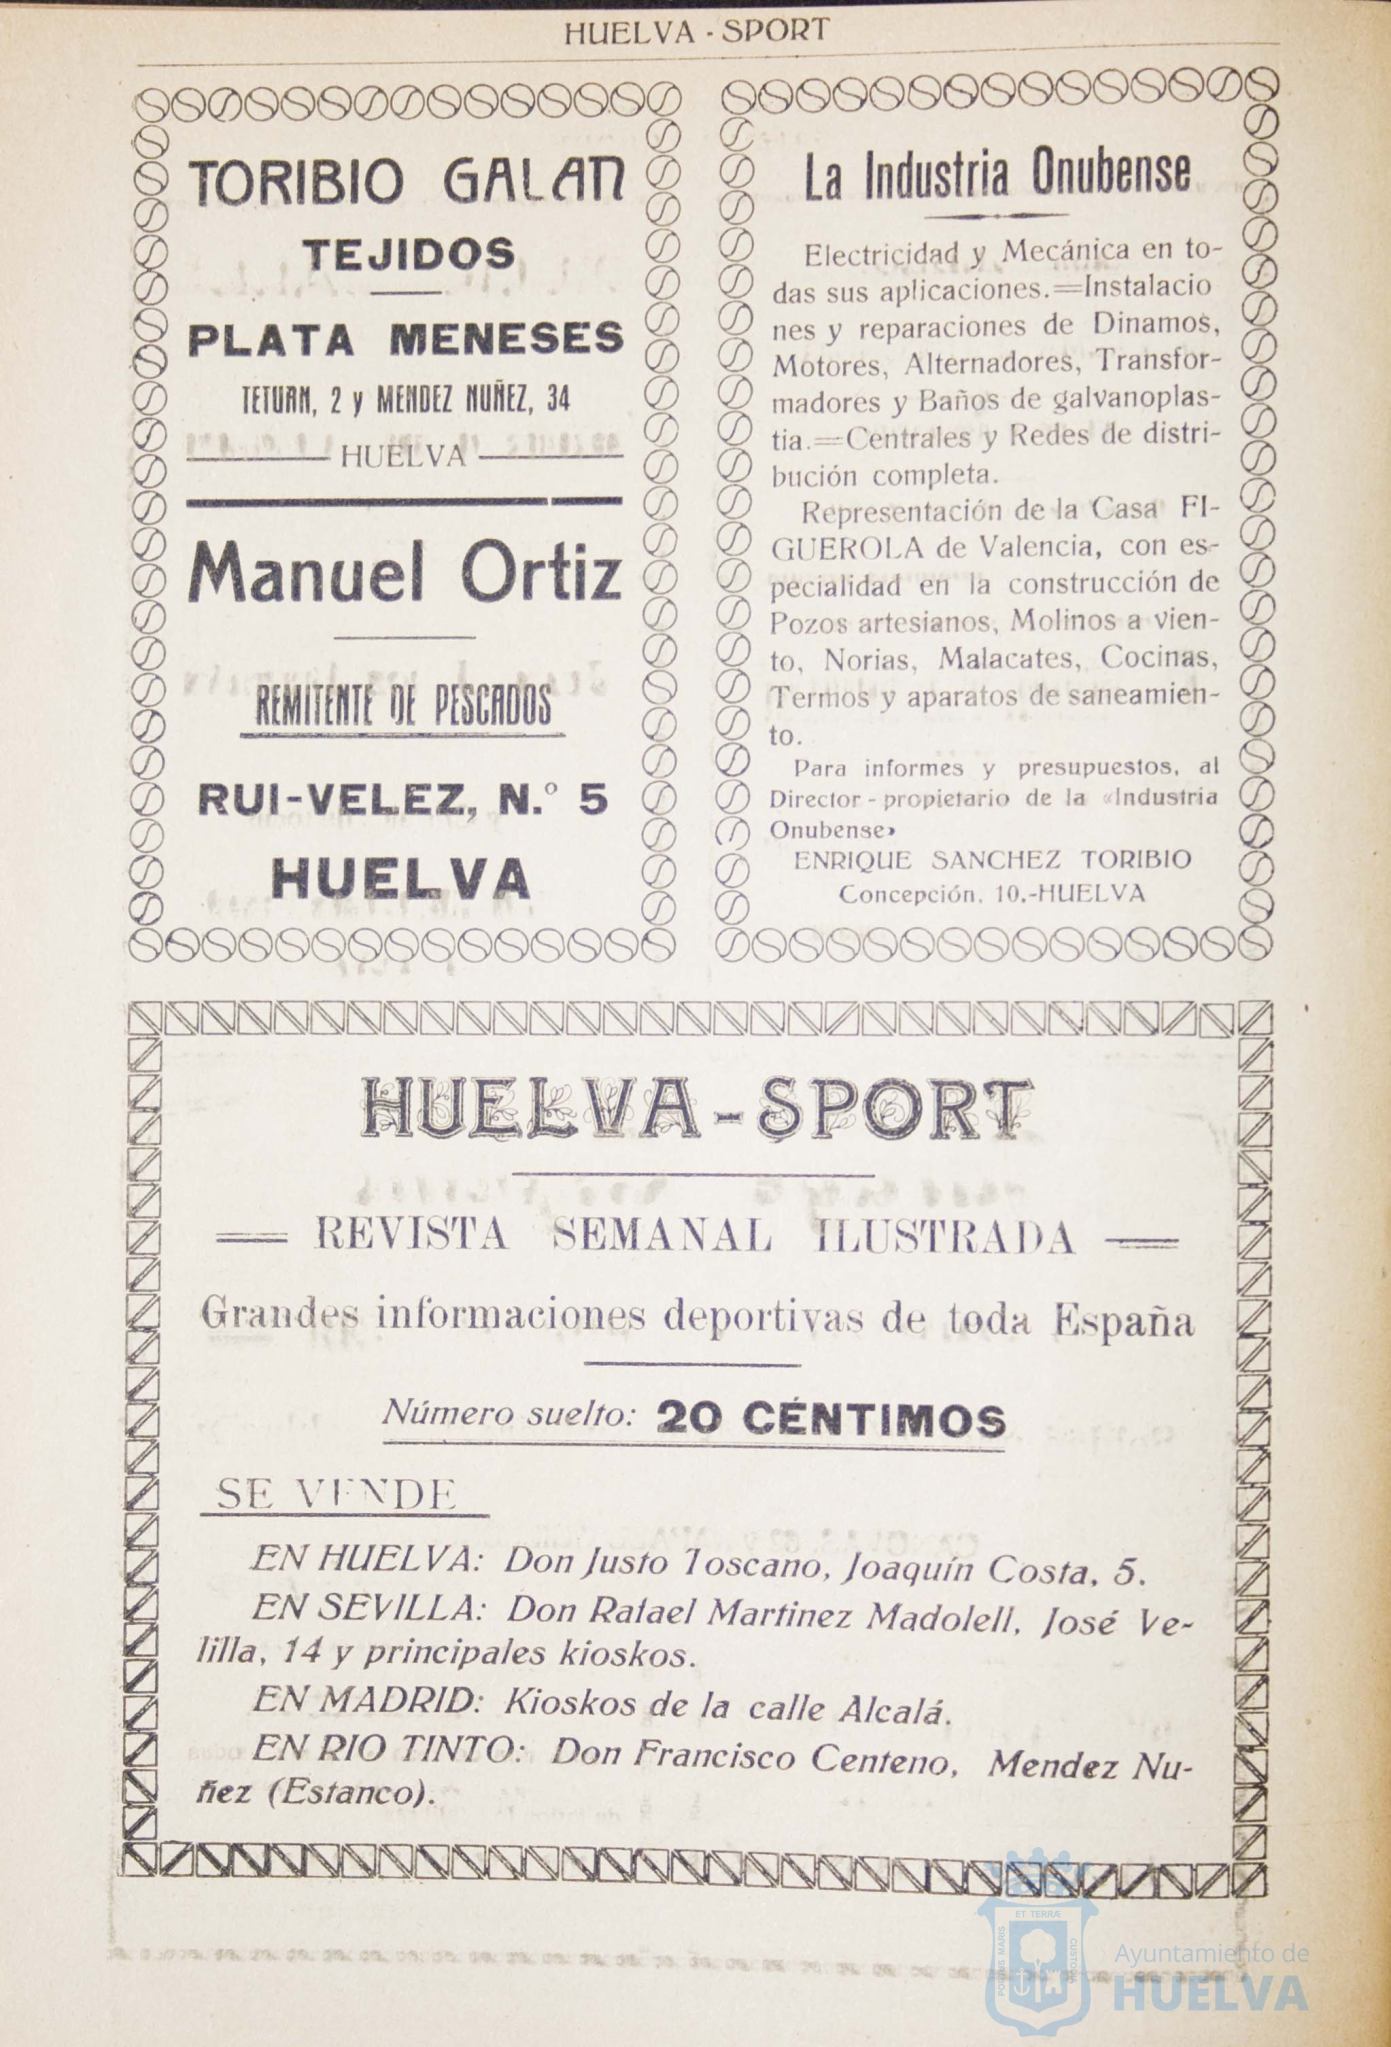 HUELVA - SPORT
TORIBIO GALAN
TEJIDOS
PLATA MENESES
TETUAN, 2 y MENDEZ NUÑEZ, 34
HUELVA
Manuel Ortiz
REMITENTE DE PESCADOS
RUI-VELEZ, N.º 5
HUELVA
La Industria Onubense
Electricidad y Mecánica en to-
das sus aplicaciones.=Instalacio
nes y reparaciones de Dinamos,
Motores, Alternadores, Transfor-
madores y Baños de galvanoplas-
tia.=Centrales y Redes de distri-
bución completa.
Representación de la Casa FI-
GUEROLA de Valencia, con es-
pecialidad en la construcción de
Pozos artesianos, Molinos a vien-
to, Norias, Malacates, Cocinas,
Termos y aparatos de saneamien-
to.
Para informes y presupuestos, al
Director - propietario de la «Industria
Onubense»
ENRIQUE SANCHEZ TORIBIO
Concepción, 10.-HUELVA
HUELVA - SPORT
REVISTA SEMANAL ILUSTRADA
Grandes informaciones deportivas de toda España
Número suelto: 20 CÉNTIMOS
SE VENDE
EN HUELVA: Don Justo Toscano, Joaquín Costa, 5.
EN SEVILLA: Don Rafael Martinez Madolell, José Ve-
lilla, 14 y principales kioskos.
EN MADRID: Kioskos de la calle Alcalá.
EN RIO TINTO: Don Francisco Centeno, Mendez Nu-
ñez (Estanco).
PORTUS MARIS
ET TERRÆ
CUSTODIA
Ayuntamiento de
HUELVA